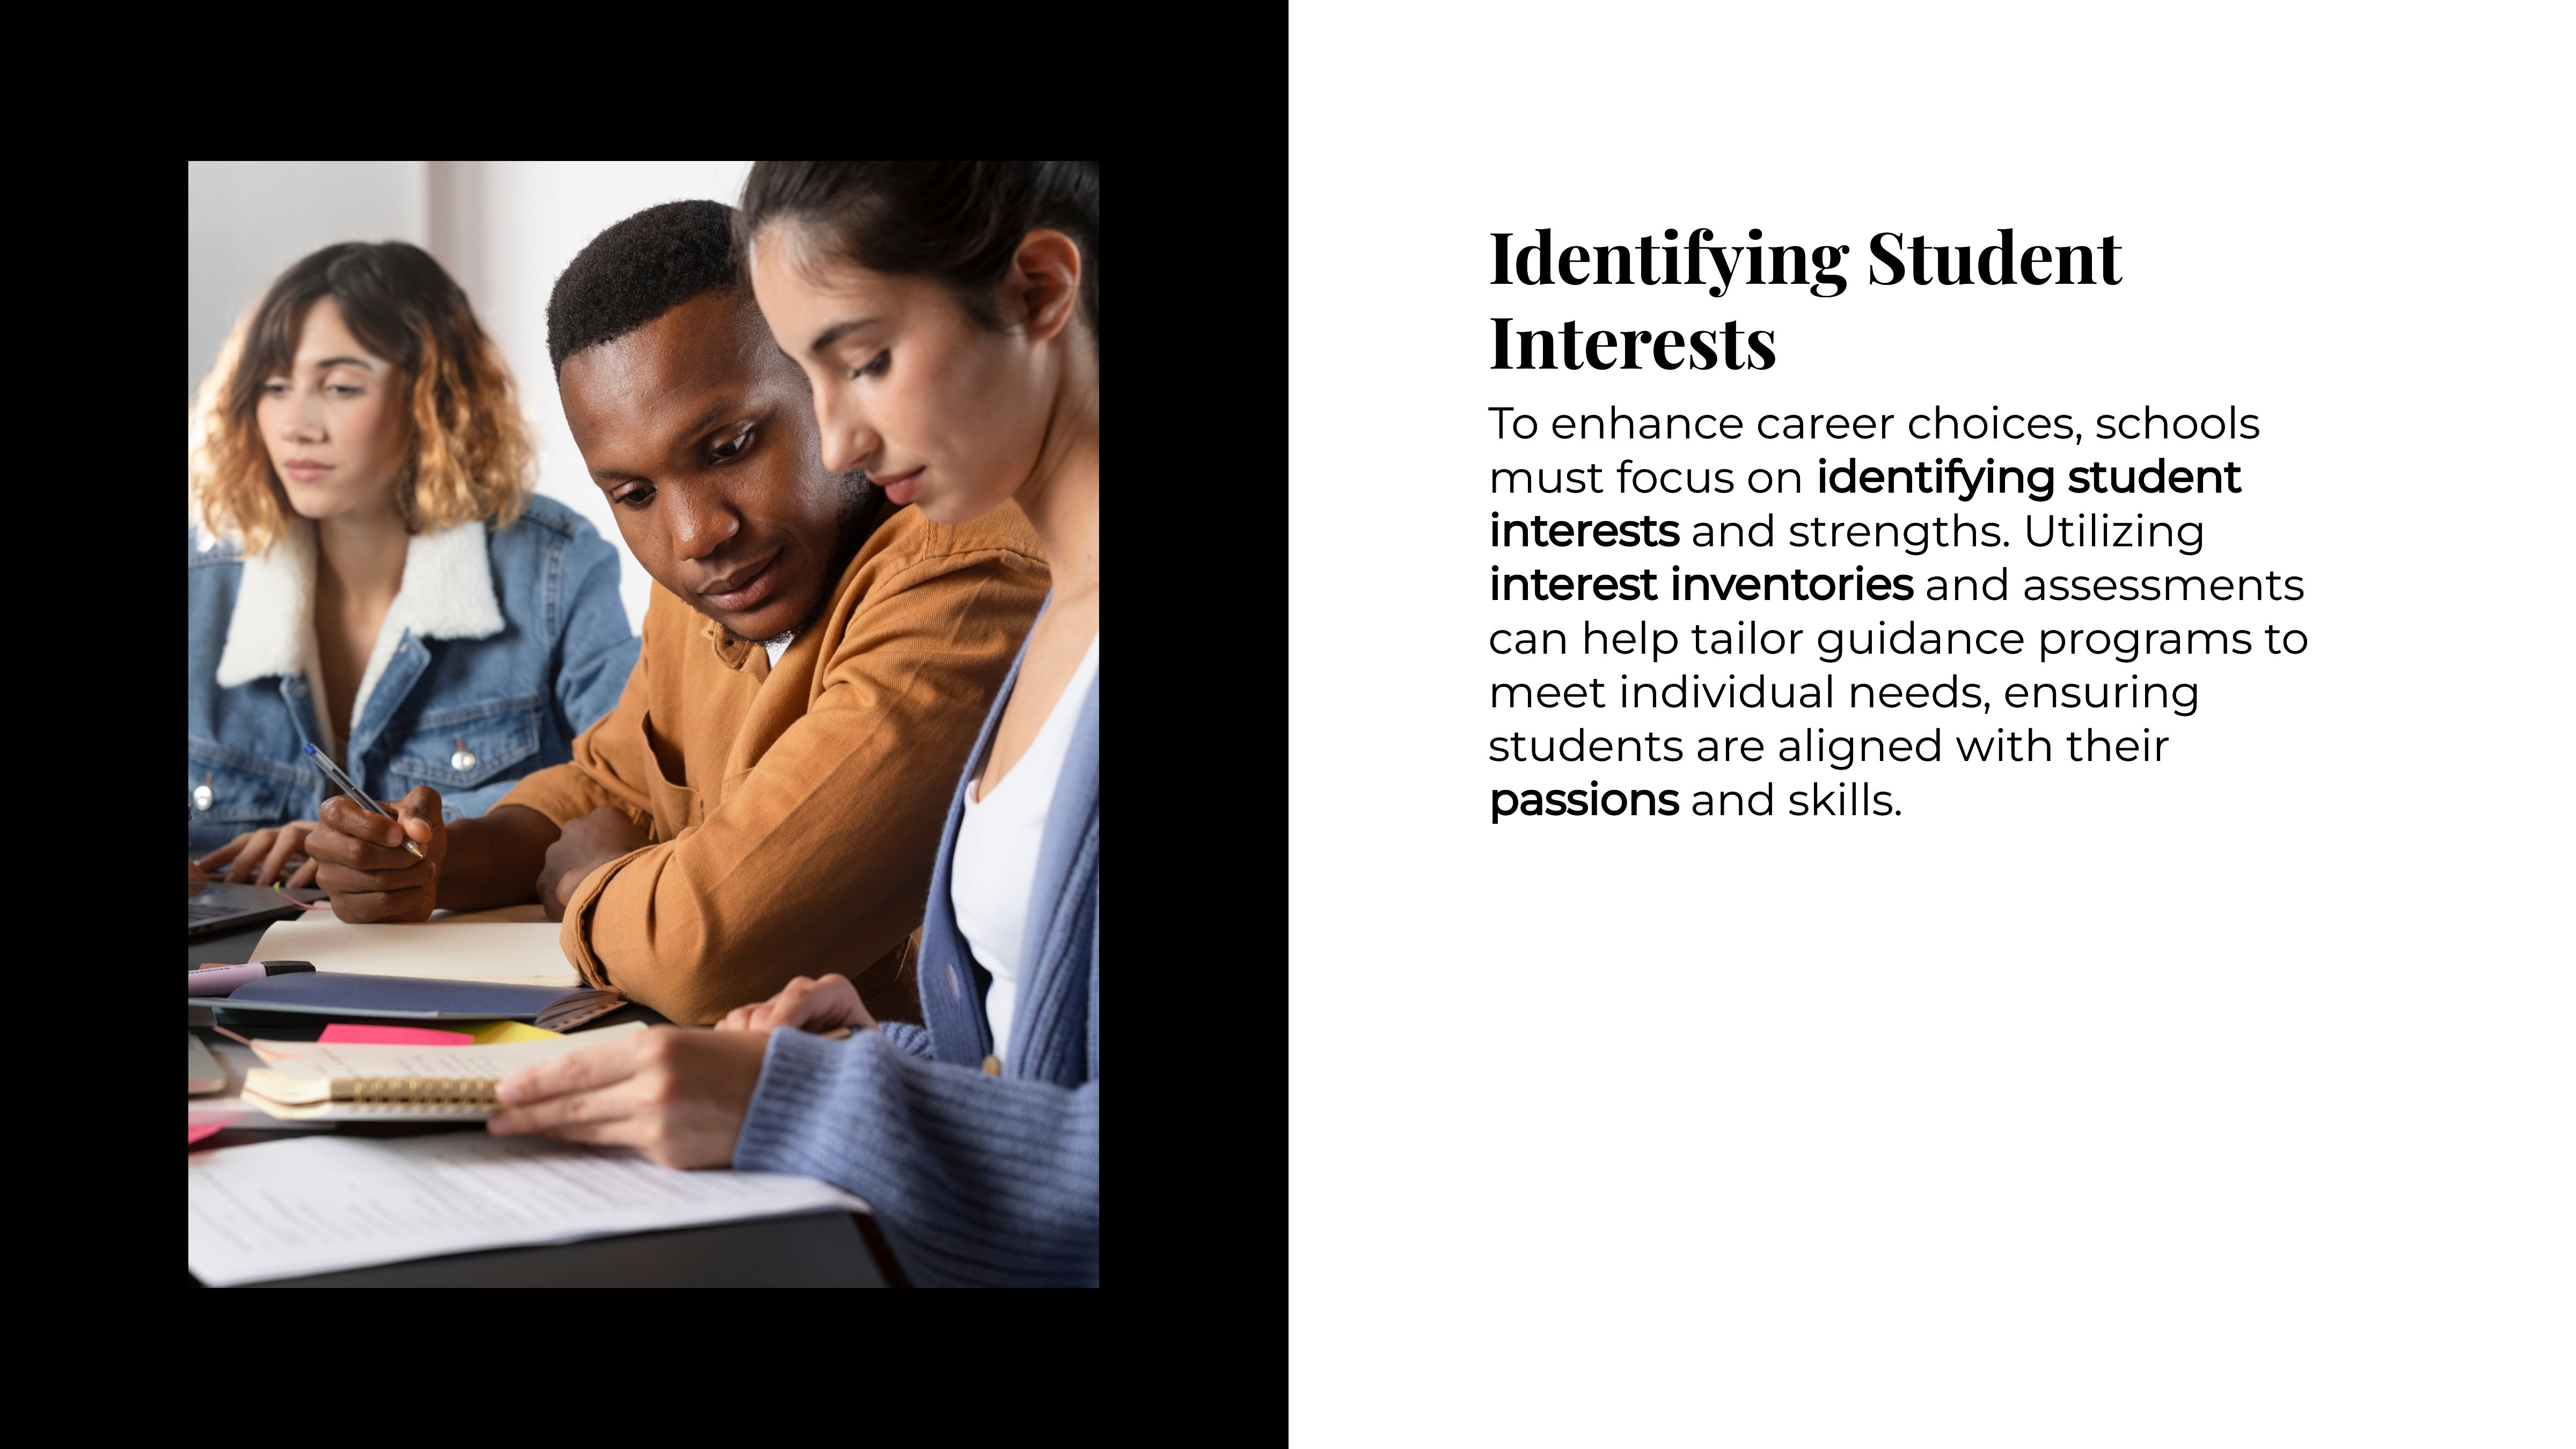 Identifying Student
Interests
To enhance career choices, schools
must focus on identifying student
interests and strengths. Utilizing
interest inventories and assessments
can help tailor guidance programs to
meet individual needs, ensuring
students are aligned with their
passions and skills.